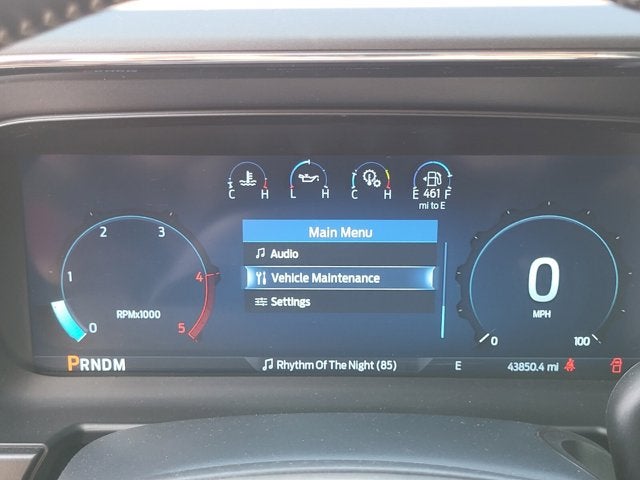 C H L H C H E 461 F
mi to E
Main Menu
Audio
Vehicle Maintenance
Settings
0 1 2 3 4 5
RPMx1000
0
MPH
0 100
PRNDM
Rhythm Of The Night (85)
E
43850.4 mi